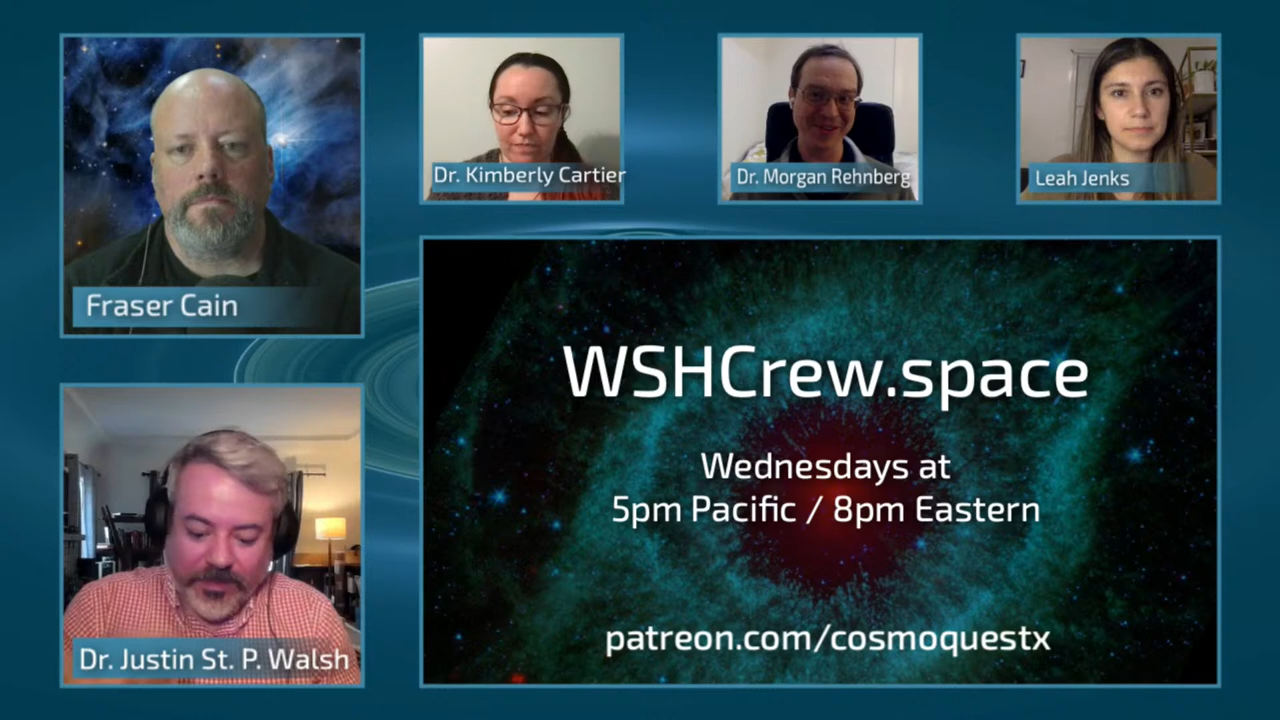 Fraser Cain
Dr. Kimberly Cartier
Dr. Morgan Rehnberg
Leah Jenks
Dr. Justin St. P. Walsh
WSHCrew.space
Wednesdays at
5pm Pacific / 8pm Eastern
patreon.com/cosmoquestx